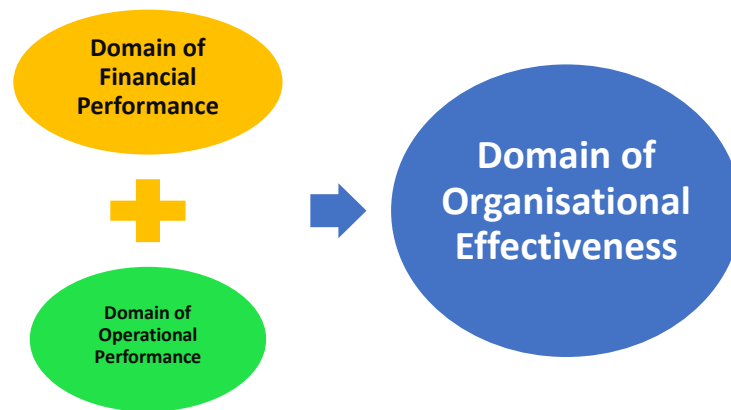 Domain of
Financial
Performance
Domain of
Operational
Performance
Domain of
Organisational
Effectiveness